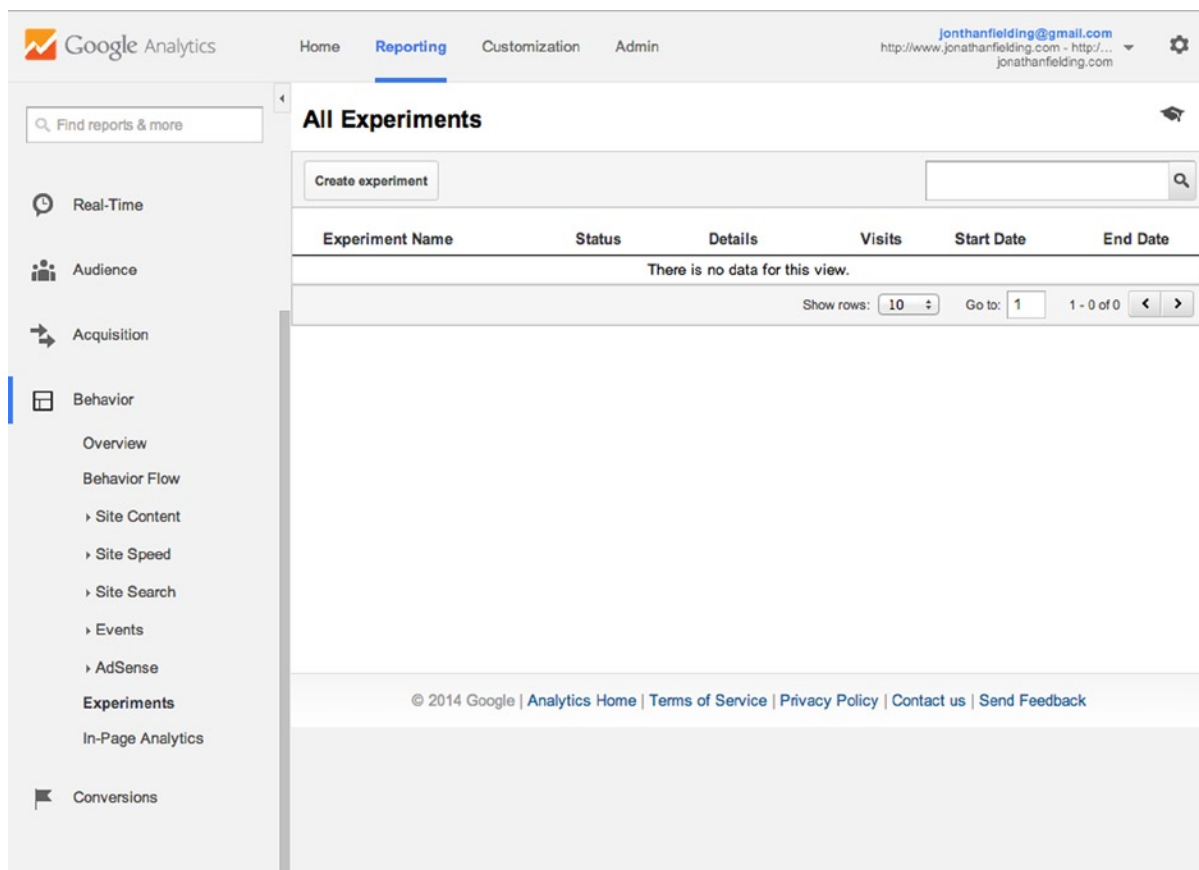 Google Analytics
Home Reporting Customization Admin
jonthanfielding@gmail.com
http://www.jonathanfielding.com - http:/...
jonathanfielding.com
Find reports & more
Real-Time
Audience
Acquisition
Behavior
Overview
Behavior Flow
Site Content
Site Speed
Site Search
Events
AdSense
Experiments
In-Page Analytics
Conversions
All Experiments
Create experiment
Experiment Name Status Details Visits Start Date End Date
There is no data for this view.
Show rows: 10 Go to: 1 1 - 0 of 0
© 2014 Google | Analytics Home | Terms of Service | Privacy Policy | Contact us | Send Feedback